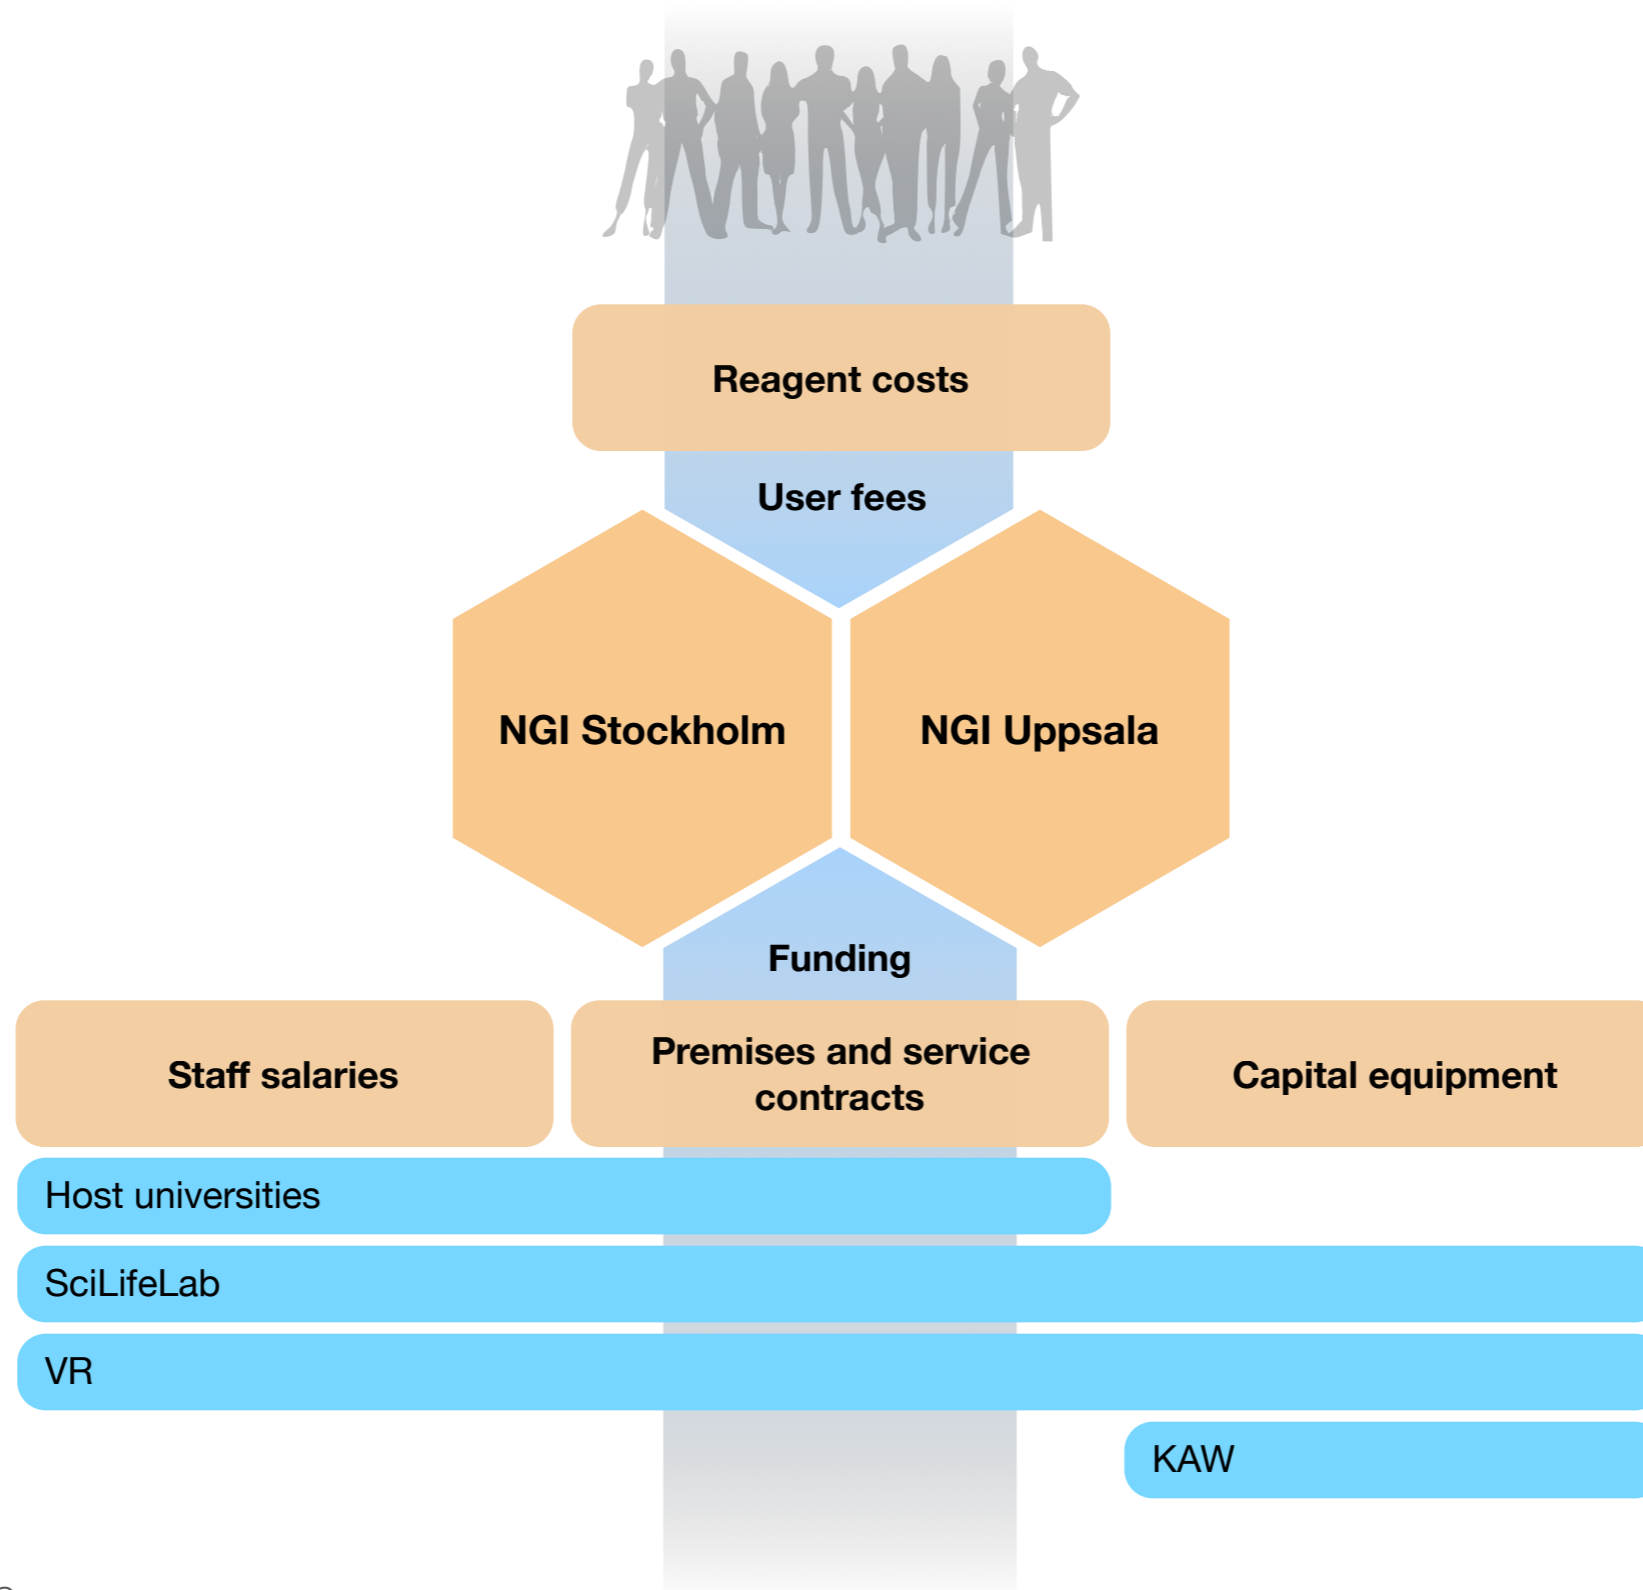 Reagent costs
User fees
NGI Stockholm
NGI Uppsala
Funding
Staff salaries
Premises and service
contracts
Capital equipment
Host universities
SciLifeLab
VR
KAW